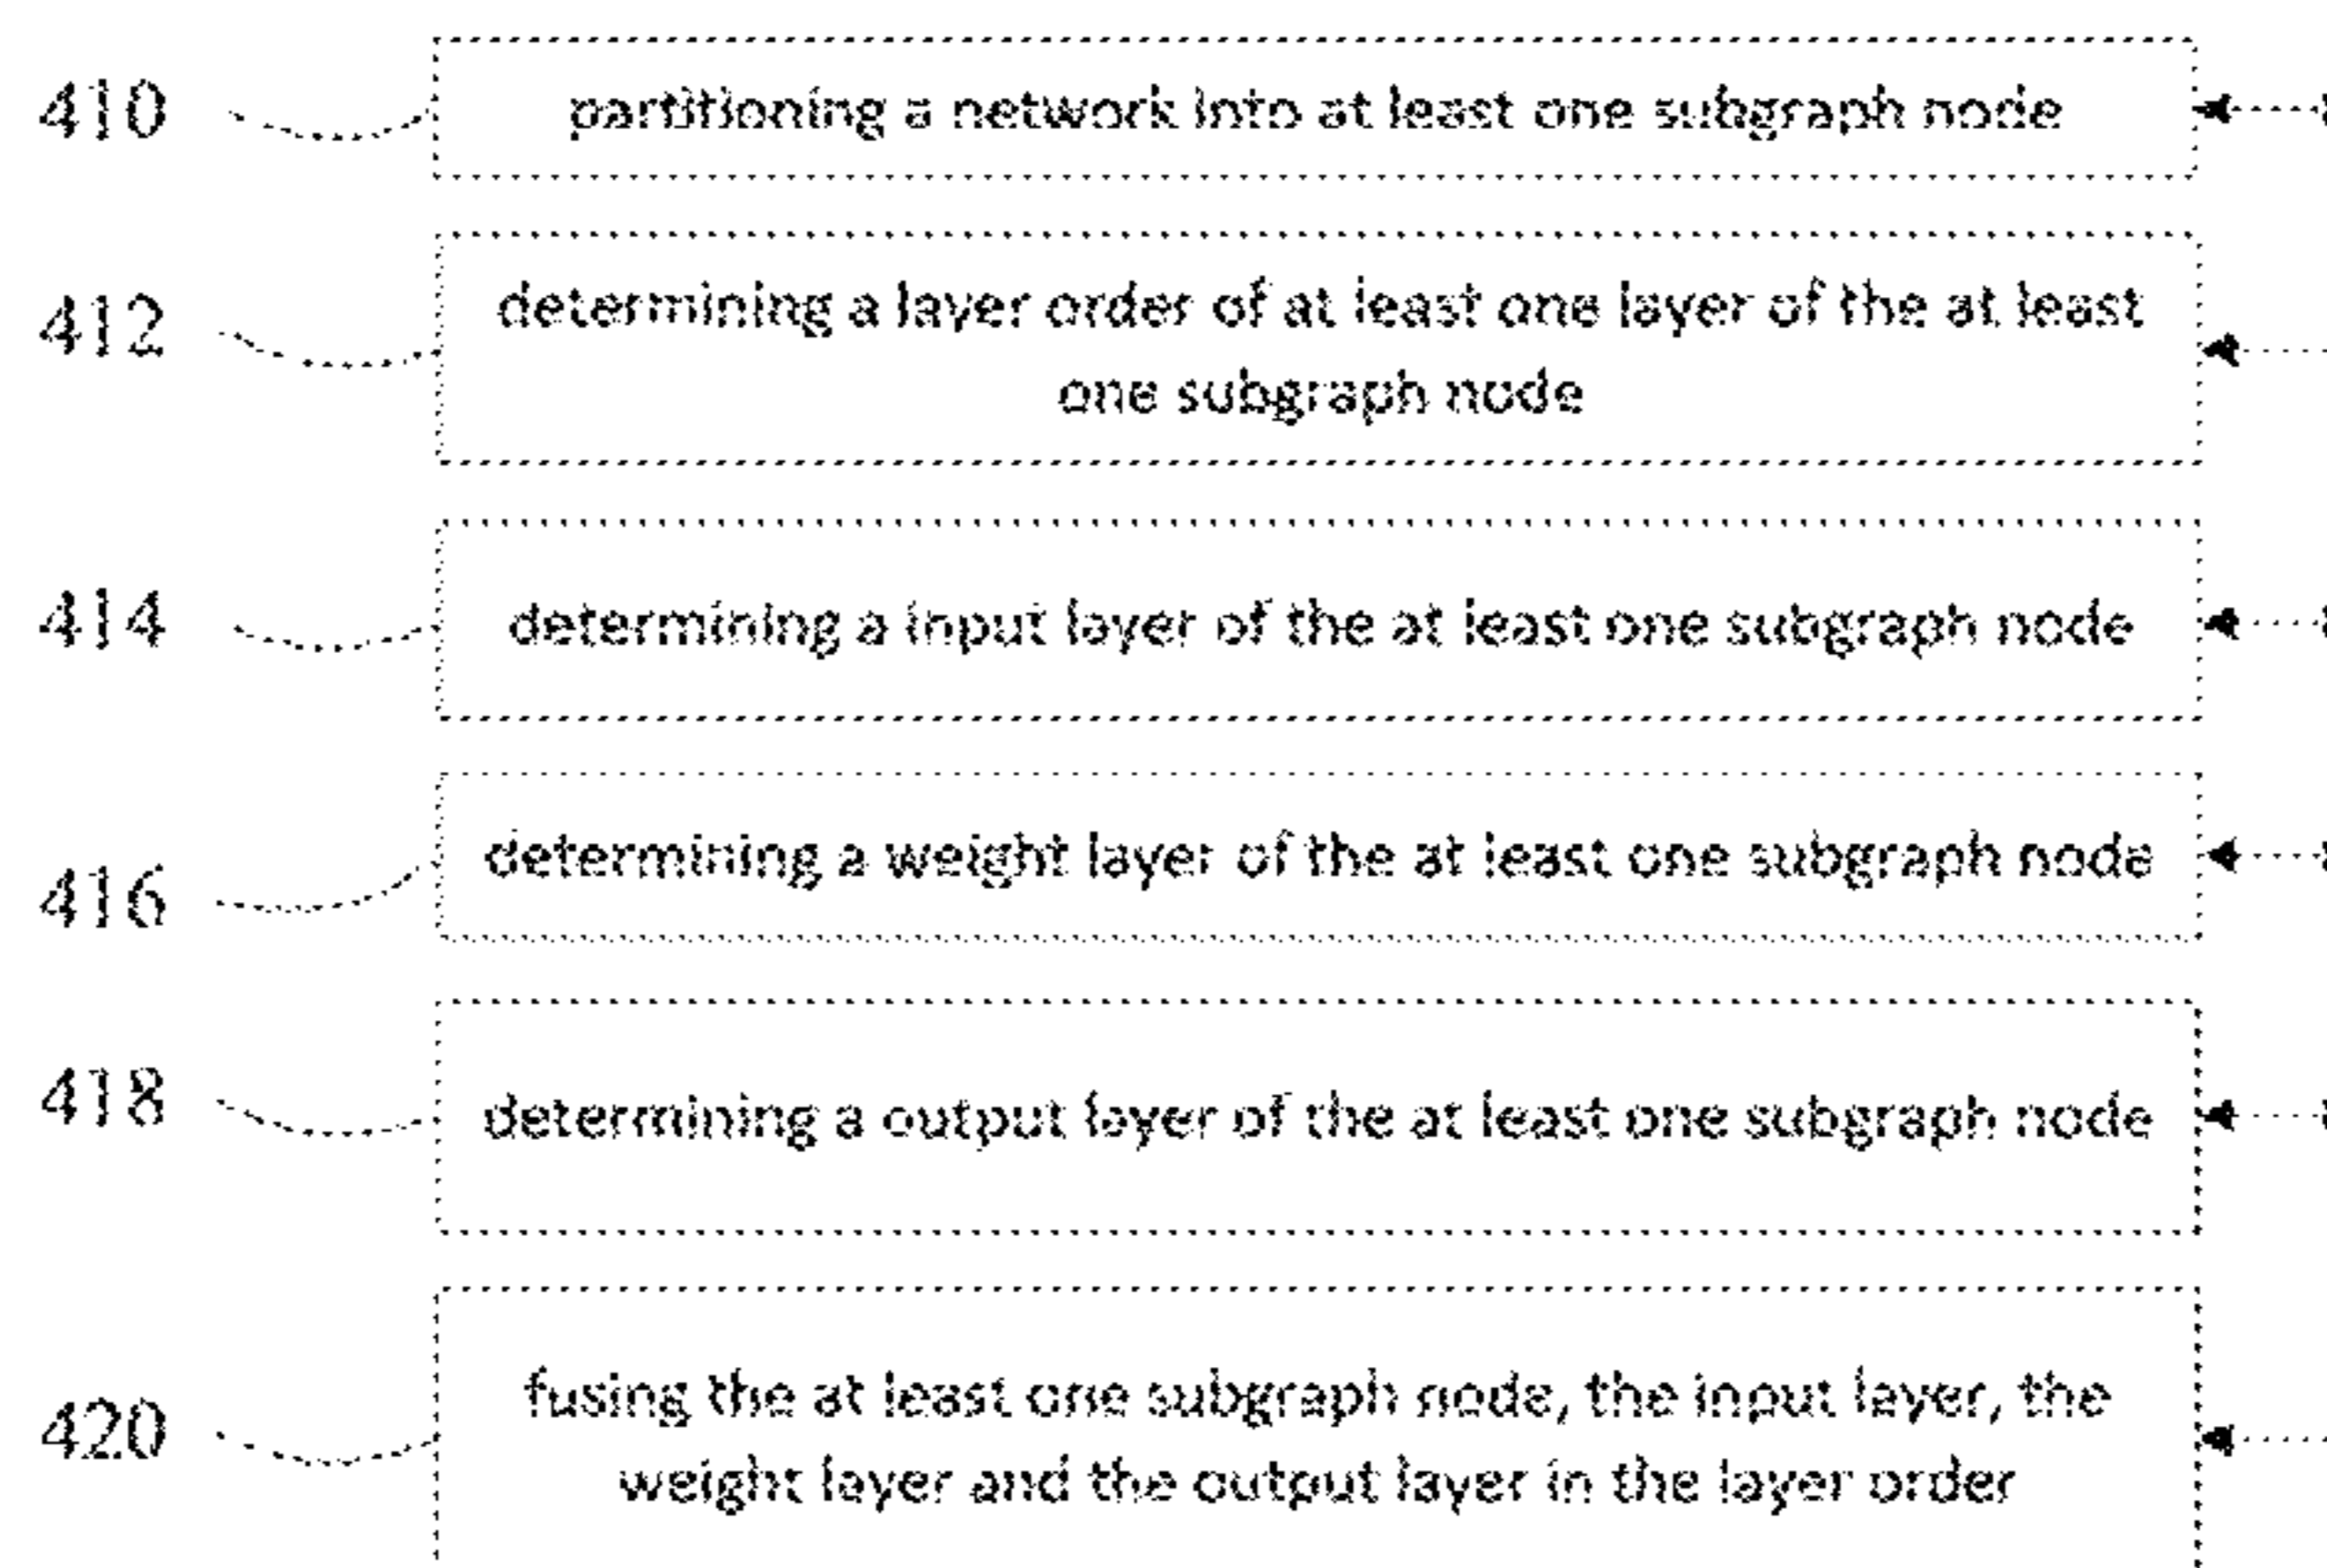 410
partitioning a network into at least one subgraph node
412
determining a layer order of at least one layer of the at least
one subgraph node
414
determining a input layer of the at least one subgraph node
416
determining a weight layer of the at least one subgraph node
418
determining a output layer of the at least one subgraph node
420
fusing the at least one subgraph node, the input layer, the
weight layer and the output layer in the layer order